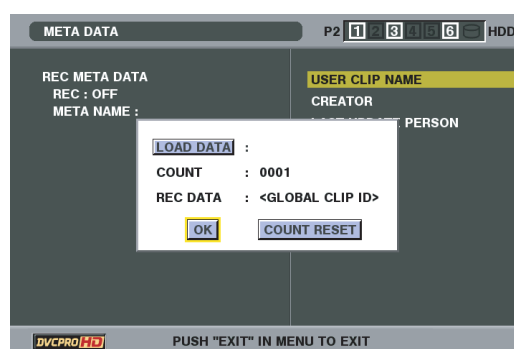 META DATA
P2 1 2 3 4 5 6 HDD
REC META DATA
REC : OFF
META NAME :
USER CLIP NAME
CREATOR
PERSON
LOAD DATA :
COUNT : 0001
REC DATA : <GLOBAL CLIP ID>
OK COUNT RESET
DVCPRO HD PUSH "EXIT" IN MENU TO EXIT